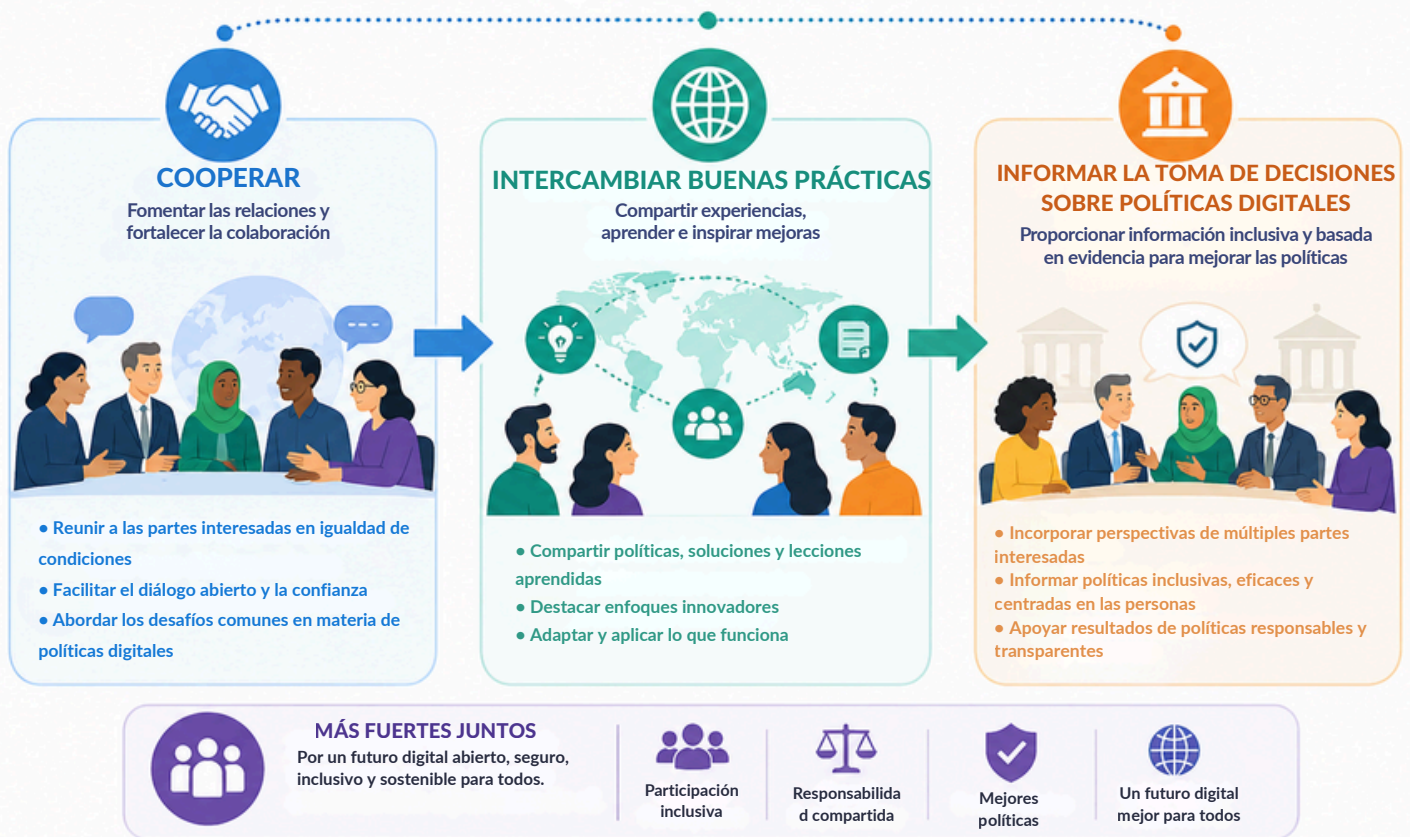 COOPERAR
Fomentar las relaciones y
fortalecer la colaboración
● Reunir a las partes interesadas en igualdad de
condiciones
● Facilitar el diálogo abierto y la confianza
● Abordar los desafíos comunes en materia de
políticas digitales
INTERCAMBIAR BUENAS PRÁCTICAS
Compartir experiencias,
aprender e inspirar mejoras
● Compartir políticas, soluciones y lecciones
aprendidas
● Destacar enfoques innovadores
● Adaptar y aplicar lo que funciona
INFORMAR LA TOMA DE DECISIONES
SOBRE POLÍTICAS DIGITALES
Proporcionar información inclusiva y basada
en evidencia para mejorar las políticas
● Incorporar perspectivas de múltiples partes
interesadas
● Informar políticas inclusivas, eficaces y
centradas en las personas
● Apoyar resultados de políticas responsables y
transparentes
MÁS FUERTES JUNTOS
Por un futuro digital abierto, seguro,
inclusivo y sostenible para todos.
Participación
inclusiva
Responsabilida
d compartida
Mejores
políticas
Un futuro digital
mejor para todos